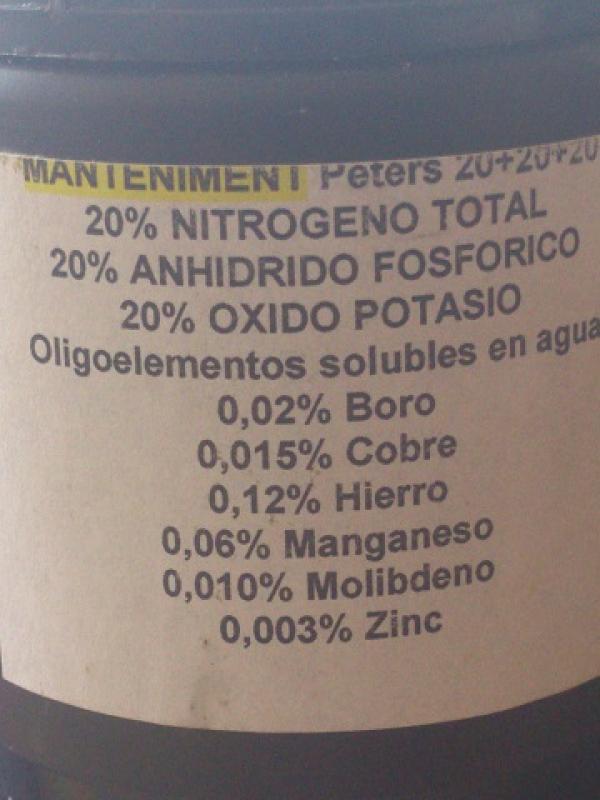 MANTENIMENT Peters 20+20+20
20% NITROGENO TOTAL
20% ANHIDRIDO FOSFORICO
20% OXIDO POTASIO
Oligoelementos solubles en agua
0,02% Boro
0,015% Cobre
0,12% Hierro
0,06% Manganeso
0,010% Molibdeno
0,003% Zinc